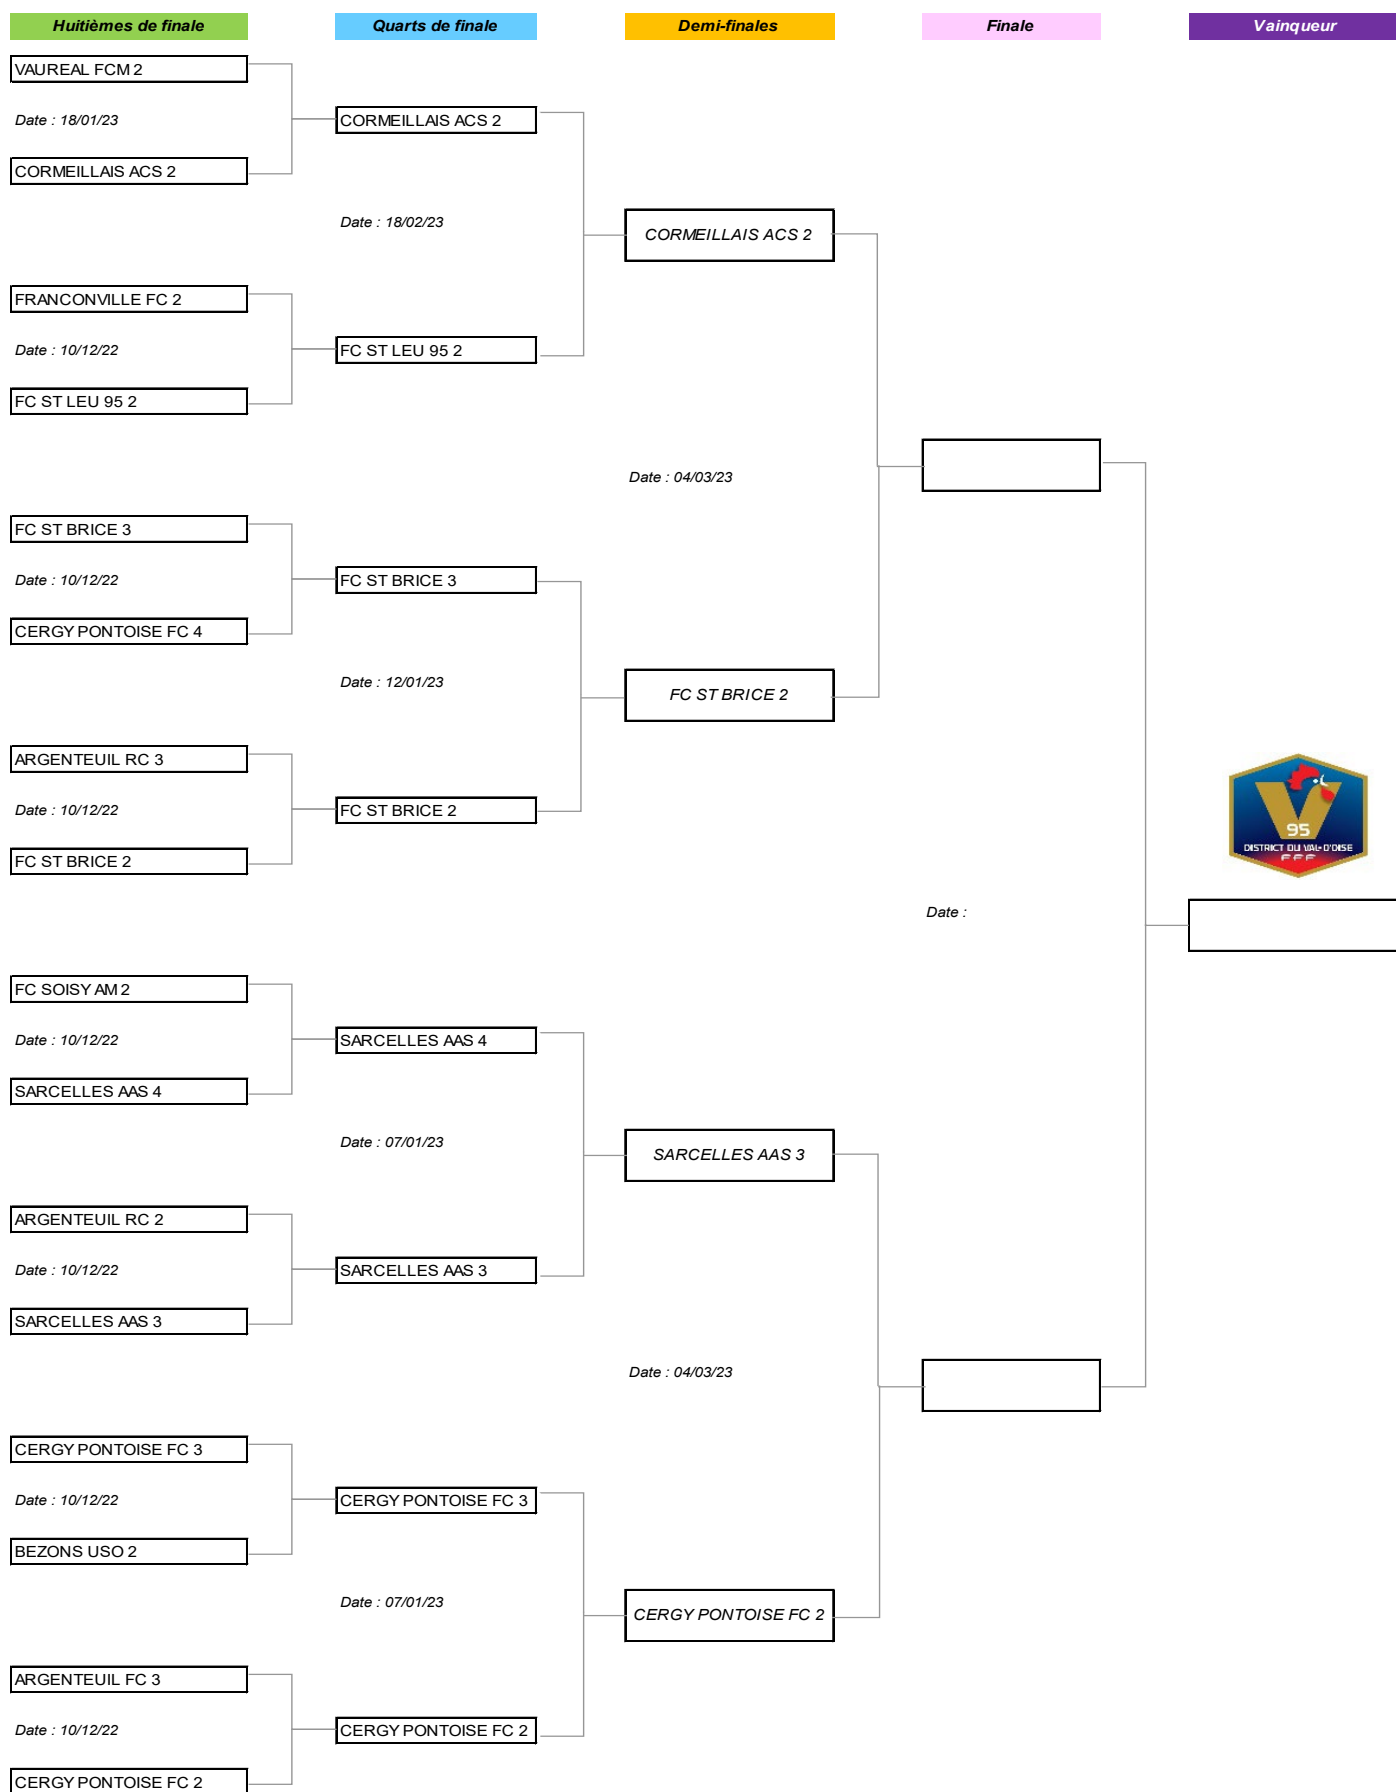 Huitièmes de finale
Quarts de finale
Demi-finales
Finale
Vainqueur
VAUREAL FCM 2
Date : 18/01/23
CORMEILLAIS ACS 2
CORMEILLAIS ACS 2
Date : 18/02/23
CORMEILLAIS ACS 2
FRANCONVILLE FC 2
Date : 10/12/22
FC ST LEU 95 2
FC ST LEU 95 2
Date : 04/03/23
FC ST BRICE 3
Date : 10/12/22
FC ST BRICE 3
CERGY PONTOISE FC 4
Date : 12/01/23
FC ST BRICE 2
ARGENTEUIL RC 3
Date : 10/12/22
FC ST BRICE 2
FC ST BRICE 2
95
DISTRICT DU VAL-D'OISE
FFF
Date :
FC SOISY AM 2
Date : 10/12/22
SARCELLES AAS 4
SARCELLES AAS 4
Date : 07/01/23
SARCELLES AAS 3
ARGENTEUIL RC 2
Date : 10/12/22
SARCELLES AAS 3
SARCELLES AAS 3
Date : 04/03/23
CERGY PONTOISE FC 3
Date : 10/12/22
CERGY PONTOISE FC 3
BEZONS USO 2
Date : 07/01/23
CERGY PONTOISE FC 2
ARGENTEUIL FC 3
Date : 10/12/22
CERGY PONTOISE FC 2
CERGY PONTOISE FC 2